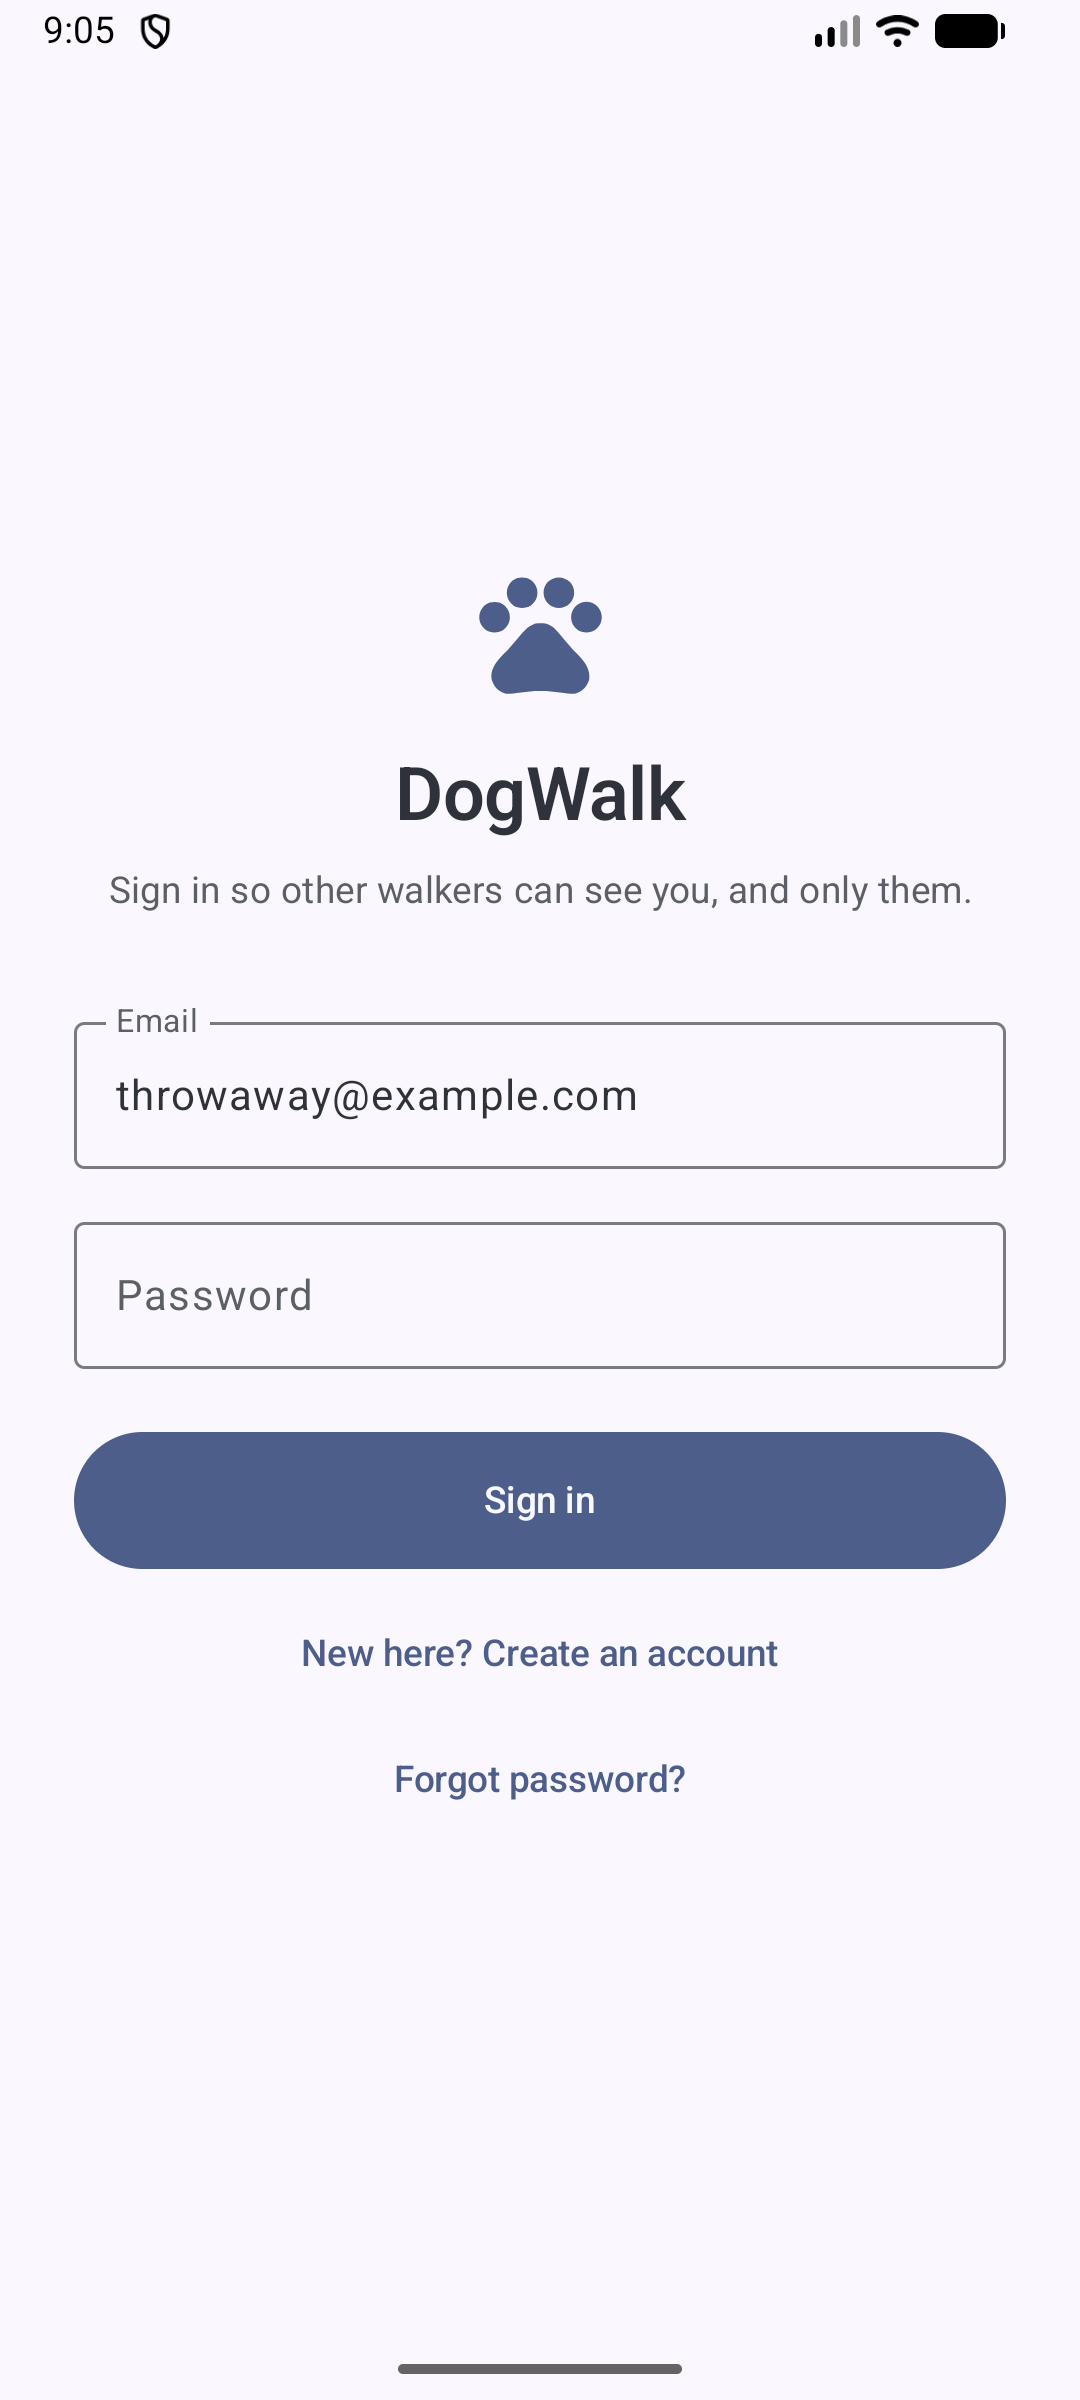 9:05
DogWalk
Sign in so other walkers can see you, and only them.
Email
throwaway@example.com
Password
Sign in
New here? Create an account
Forgot password?